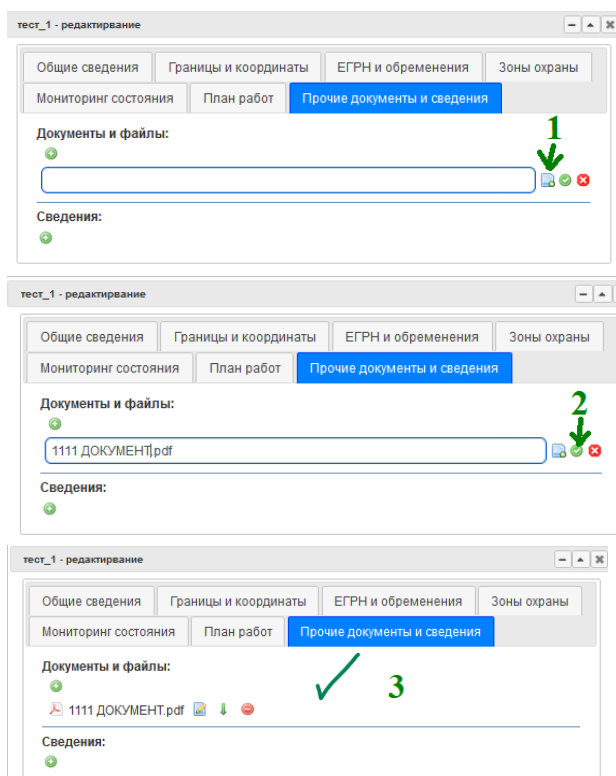 тест_1 - редактирвание
Общие сведения Границы и координаты ЕГРН и обременения Зоны охраны
Мониторинг состояния План работ Прочие документы и сведения
Документы и файлы:
1
Сведения:
тест_1 - редактирвание
Общие сведения Границы и координаты ЕГРН и обременения Зоны охраны
Мониторинг состояния План работ Прочие документы и сведения
Документы и файлы:
2
1111 ДОКУМЕНТ.pdf
Сведения:
тест_1 - редактирвание
Общие сведения Границы и координаты ЕГРН и обременения Зоны охраны
Мониторинг состояния План работ Прочие документы и сведения
Документы и файлы:
3
1111 ДОКУМЕНТ.pdf
Сведения: